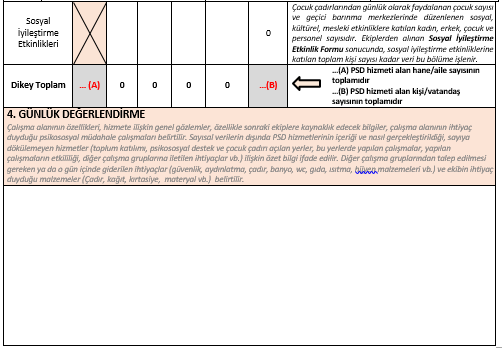 Sosyal
İyileştirme
Etkinlikleri
0
Çocuk çadırlarından günlük olarak faydalanan çocuk sayısı
ve geçici barınma merkezlerinde düzenlenen sosyal,
kültürel, mesleki etkinliklere katılan kadın, erkek, çocuk ve
personel sayısıdır. Ekiplerden alınan Sosyal İyileştirme
Etkinlik Formu sonucunda, sosyal iyileştirme etkinliklerine
katılan toplam kişi sayısı kadar veri bu bölüme işlenir.
Dikey Toplam
... (A)
0
0
0
0
...(B)
...(A) PSD hizmeti alan hane/aile sayısının
toplamıdır
...(B) PSD hizmeti alan kişi/vatandaş
sayısının toplamıdır
4. GÜNLÜK DEĞERLENDİRME
Çalışma alanının özellikleri, hizmete ilişkin genel gözlemler, özellikle sonraki ekiplere kaynaklık edecek bilgiler, çalışma alanının ihtiyaç
duyduğu psikososyal müdahale çalışmaları belirtilir. Sayısal verilerin dışında PSD hizmetlerinin içeriği ve nasıl gerçekleştirildiği, sayıya
dökülemeyen hizmetler (toplum katılımı, psikososyal destek ve çocuk çadırı açılan yerler, bu yerlerde yapılan çalışmalar, yapılan
çalışmaların etkililiği, diğer çalışma gruplarına iletilen ihtiyaçlar vb.) ilişkin özet bilgi ifade edilir. Diğer çalışma gruplarından talep edilmesi
gereken ya da o gün içinde giderilen ihtiyaçlar (güvenlik, aydınlatma, çadır, banyo, wc, gıda, ısıtma, hijyen malzemeleri vb.) ve ekibin ihtiyaç
duyduğu malzemeler (Çadır, kağıt, kırtasiye, materyal vb.) belirtilir.